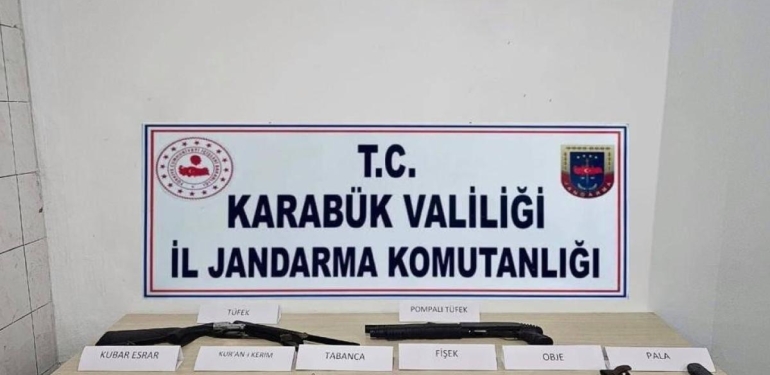 T.C.
KARABÜK VALİLİĞİ
İL JANDARMA KOMUTANLIĞI
TÜFEK
POMPALI TÜFEK
KUBAR ESRAR
KUR'AN-I KERİM
TABANCA
FİŞEK
OBJE
PALA
JANDARMA